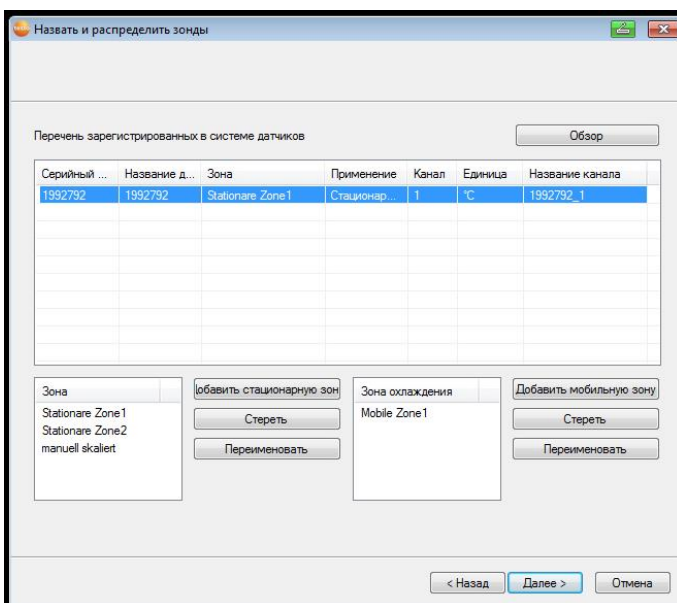 Назвать и распределить зонды
Перечень зарегистрированных в системе датчиков
Обзор
Серийный ... Название д... Зона Применение Канал Единица Название канала
1992792 1992792 Stationare Zone1 Стационар... 1 °C 1992792_1
Зона
Stationare Zone1
Stationare Zone2
manuell skaliert
добавить стационарную зон
Стереть
Переименовать
Зона охлаждения
Mobile Zone1
Добавить мобильную зону
Стереть
Переименовать
< Назад Далее > Отмена